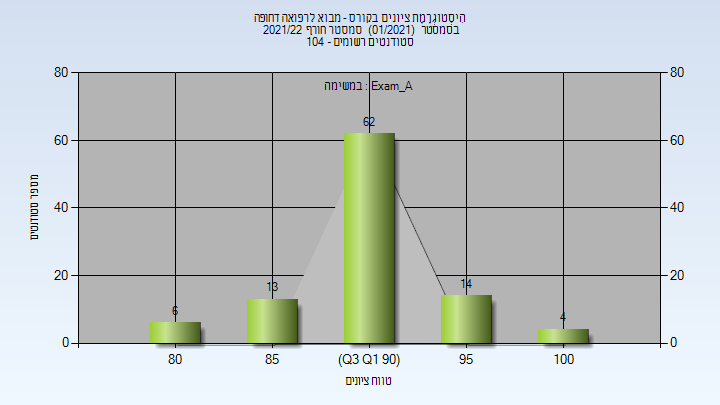 היסטוגרמת ציונים בקורס - מבוא לרפואה דחופה
בסמסטר (01/2021) סמסטר חורף 2021/22
סטודנטים רשומים - 104
במשימה : Exam_A
80 80
60 60
40 40
20 20
0 0
62
6 13 14 4
מספר סטודנטים
80 85 (Q3 Q1 90) 95 100
טווח ציונים